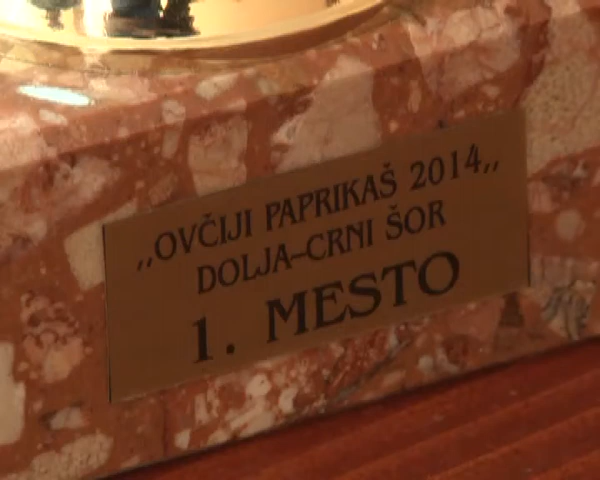 „OVČIJI PAPRIKAŠ 2014„
DOLJA-CRNI ŠOR
1. MESTO